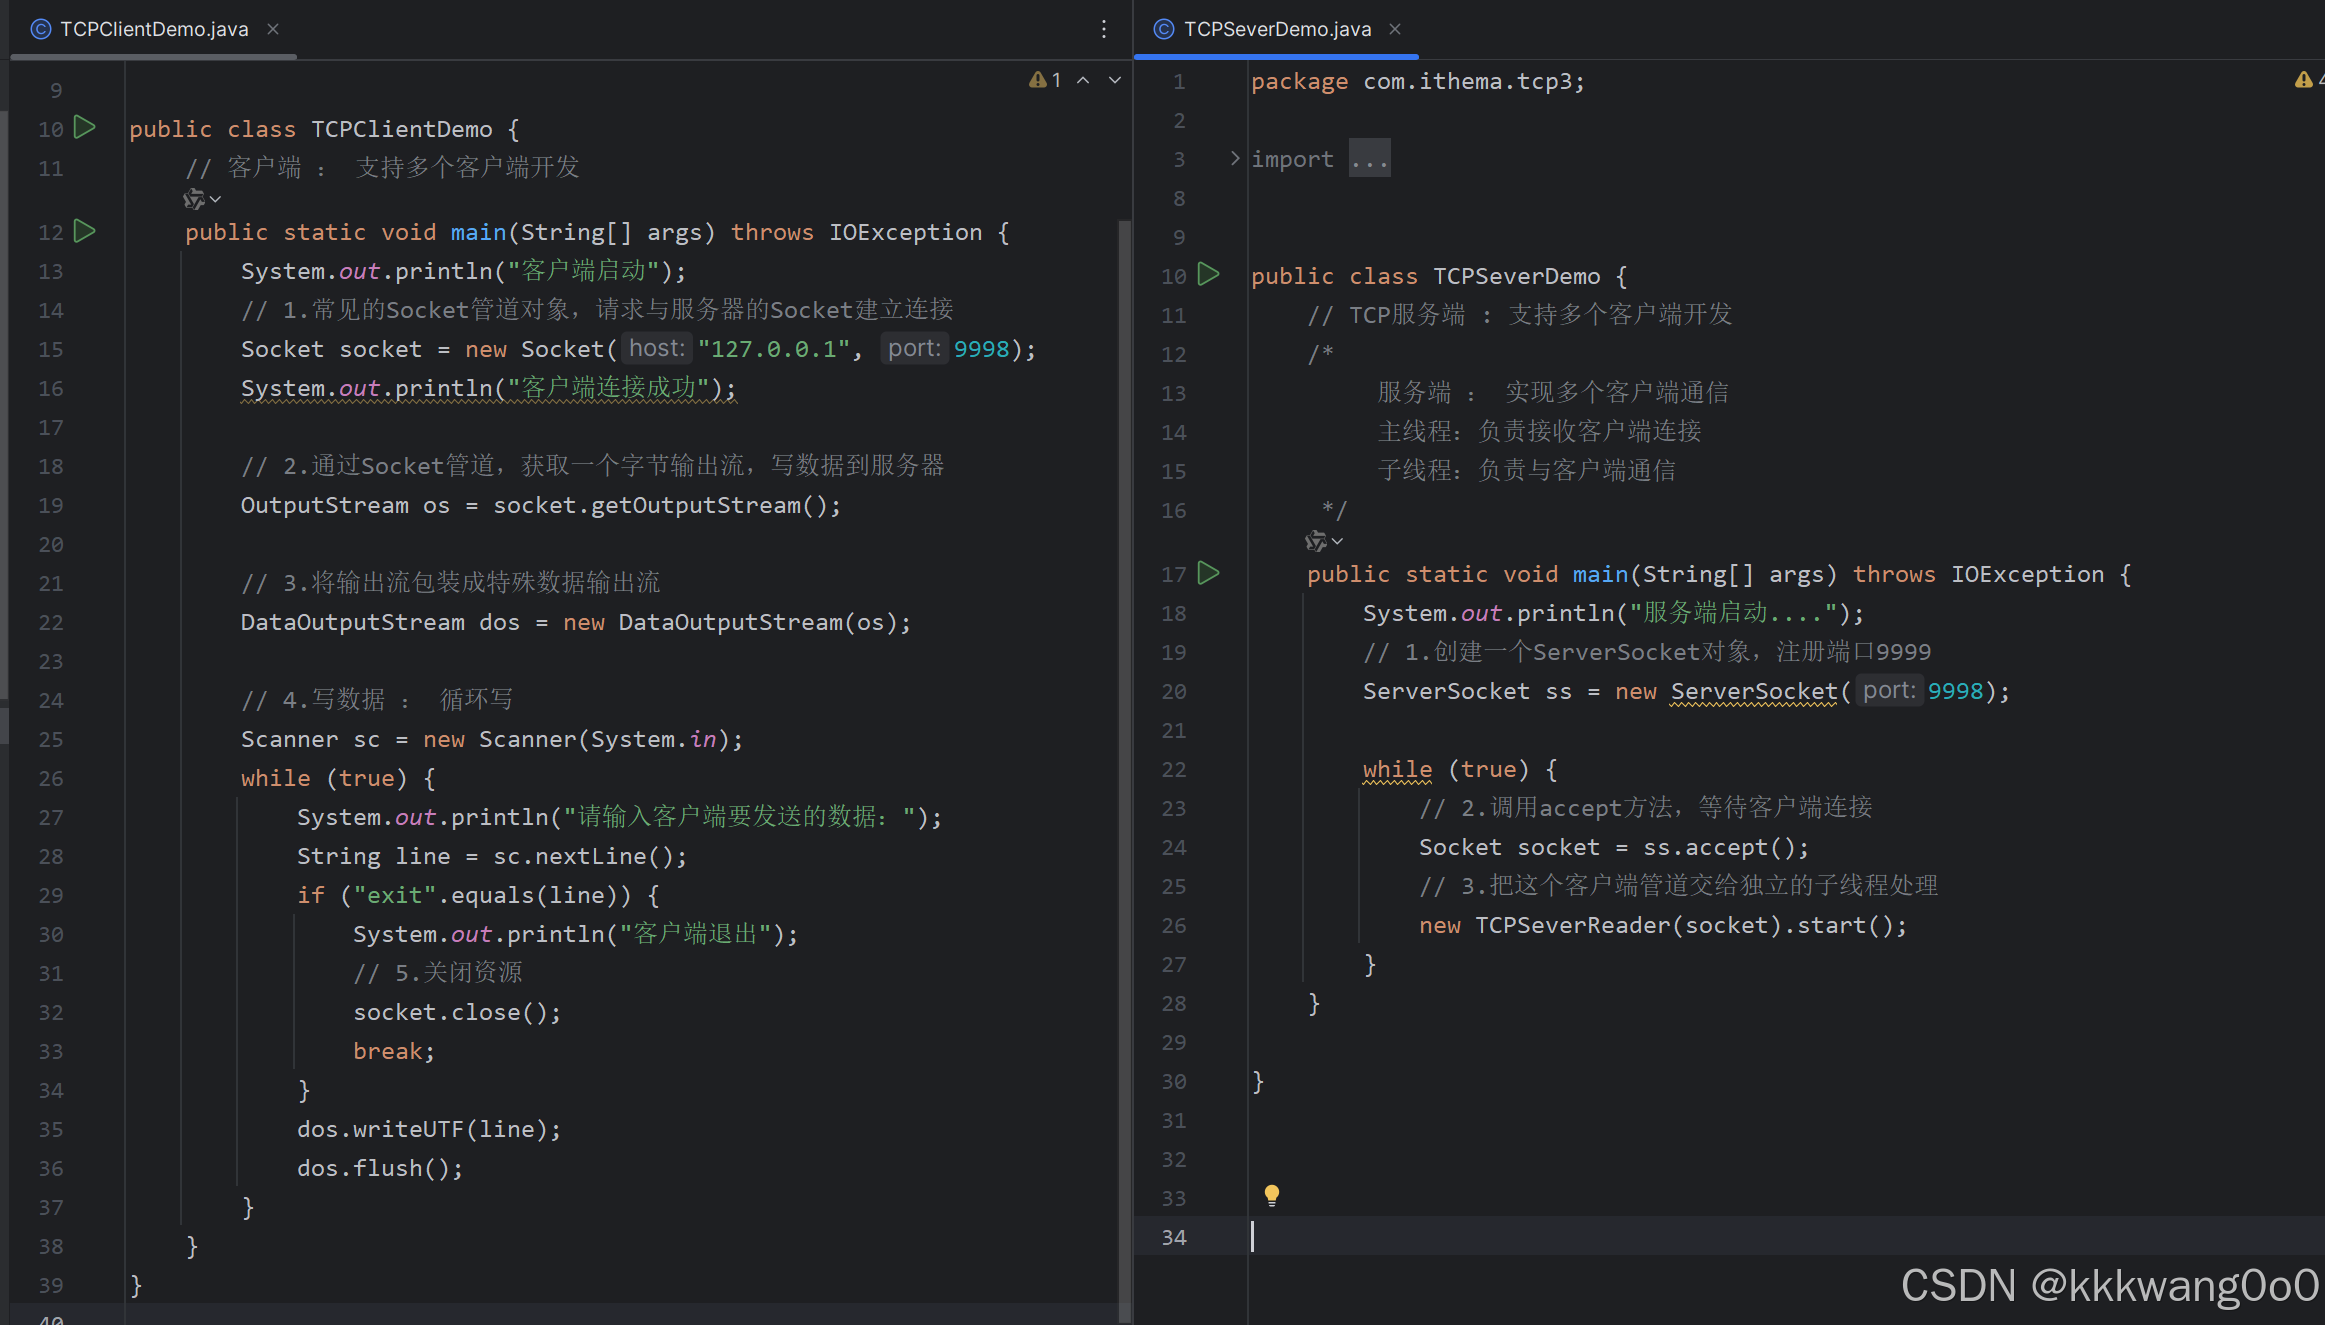 TCPClientDemo.java
1
9
10 public class TCPClientDemo {
11 // 客户端 : 支持多个客户端开发
12 public static void main(String[] args) throws IOException {
13 System.out.println("客户端启动");
14 // 1.常见的Socket管道对象，请求与服务器的Socket建立连接
15 Socket socket = new Socket( host: "127.0.0.1", port: 9998);
16 System.out.println("客户端连接成功");
17
18 // 2.通过Socket管道，获取一个字节输出流，写数据到服务器
19 OutputStream os = socket.getOutputStream();
20
21 // 3.将输出流包装成特殊数据输出流
22 DataOutputStream dos = new DataOutputStream(os);
23
24 // 4.写数据 : 循环写
25 Scanner sc = new Scanner(System.in);
26 while (true) {
27 System.out.println("请输入客户端要发送的数据：");
28 String line = sc.nextLine();
29 if ("exit".equals(line)) {
30 System.out.println("客户端退出");
31 // 5.关闭资源
32 socket.close();
33 break;
34 }
35 dos.writeUTF(line);
36 dos.flush();
37 }
38 }
39 }
40
TCPSeverDemo.java
4
1 package com.ithema.tcp3;
2
3 import ...
8
9
10 public class TCPSeverDemo {
11 // TCP服务端 : 支持多个客户端开发
12 /*
13 服务端 : 实现多个客户端通信
14 主线程：负责接收客户端连接
15 子线程：负责与客户端通信
16 */
17 public static void main(String[] args) throws IOException {
18 System.out.println("服务端启动....");
19 // 1.创建一个ServerSocket对象，注册端口9999
20 ServerSocket ss = new ServerSocket( port: 9998);
21
22 while (true) {
23 // 2.调用accept方法，等待客户端连接
24 Socket socket = ss.accept();
25 // 3.把这个客户端管道交给独立的子线程处理
26 new TCPSeverReader(socket).start();
27 }
28 }
29
30 }
31
32
33
34
CSDN @kkkwang0o0